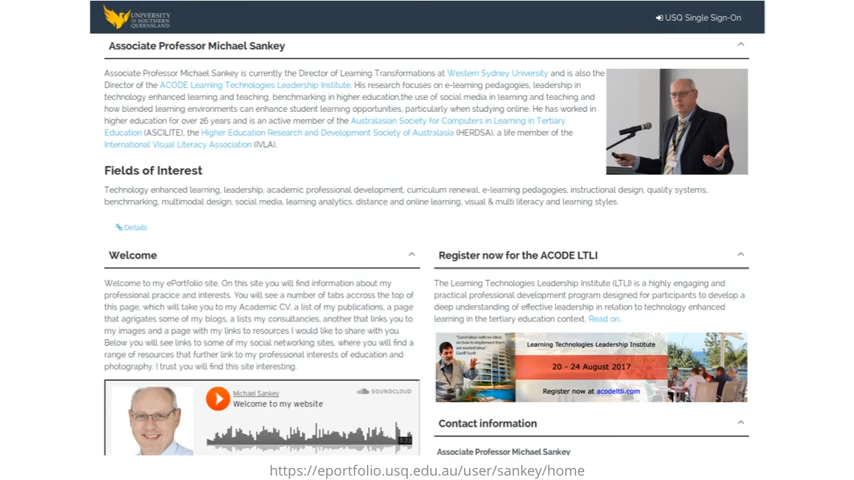 UNIVERSITY
OF SOUTHERN
QUEENSLAND
USQ Single Sign-On
Associate Professor Michael Sankey
Associate Professor Michael Sankey is currently the Director of Learning Transformations at Western Sydney University and is also the
Director of the ACODE Learning Technologies Leadership Institute. His research focuses on e-learning pedagogies, leadership in
technology enhanced learning and teaching, benchmarking in higher education,the use of social media in learning and teaching and
how blended learning environments can enhance student learning opportunities, particularly when studying online. He has worked in
higher education for over 26 years and is an active member of the Australasian Society for Computers in Learning in Tertiary
Education (ASCILITE), the Higher Education Research and Development Society of Australasia (HERDSA), a life member of the
International Visual Literacy Association (IVLA).
Fields of Interest
Technology enhanced learning, leadership, academic professional development, curriculum renewal, e-learning pedagogies, instructional design, quality systems,
benchmarking, multimodal design, social media, learning analytics, distance and online learning, visual & multi literacy and learning styles.
Details
Welcome
Welcome to my ePortfolio site. On this site you will find information about my
professional pracice and interests. You will see a number of tabs accross the top of
this page, which will take you to my Academic CV, a list of my publications, a page
that agrigates some of my blogs, a lists my consultancies, another that links you to
my images and a page with my links to resources I would like to share with you.
Below you will see links to some of my social networking sites, where you will find a
range of resources that further link to my professional interests of education and
photography. I trust you will find this site interesting.
Michael Sankey
Welcome to my website
SOUNDCLOUD
Register now for the ACODE LTLI
The Learning Technologies Leadership Institute (LTLI) is a highly engaging and
practical professional development program designed for participants to develop a
deep understanding of effective leadership in relation to technology enhanced
learning in the tertiary education context. Read on...
"Good ideas with no idea
on how to implement them
are wasted ideas"
Geoff Scott
Learning Technologies Leadership Institute
20 - 24 August 2017
Register now at acodeltli.com
Contact information
Associate Professor Michael Sankey
https://eportfolio.usq.edu.au/user/sankey/home